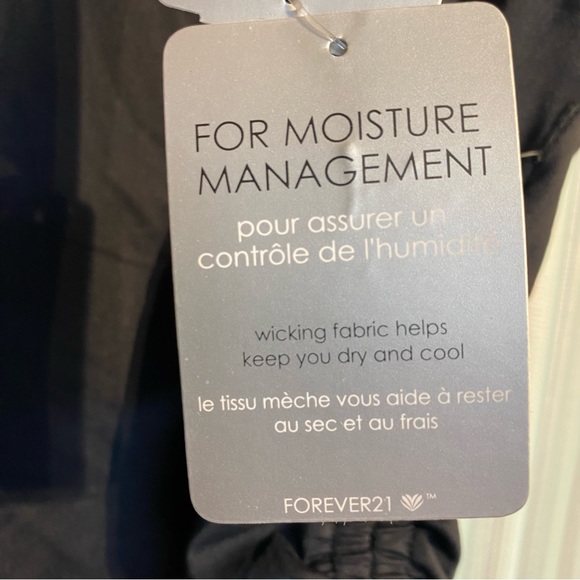 FOR MOISTURE
MANAGEMENT
pour assurer un
contrôle de l'humidité
wicking fabric helps
keep you dry and cool
le tissu mèche vous aide à rester
au sec et au frais
FOREVER21 ™